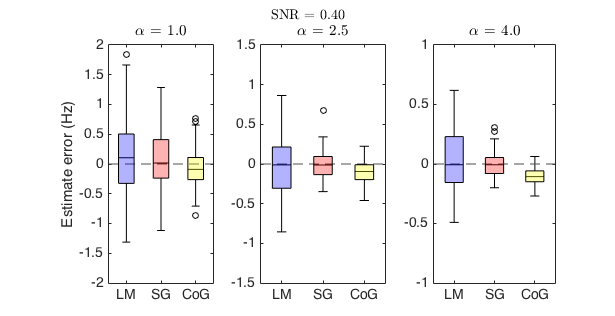 SNR = 0.40
α = 1.0
α = 2.5
α = 4.0
Estimate error (Hz)
2
1.5
1
0.5
0
-0.5
-1
-1.5
-2
LM SG CoG
1.5
1
0.5
0
-0.5
-1
-1.5
LM SG CoG
1
0.5
0
-0.5
-1
LM SG CoG